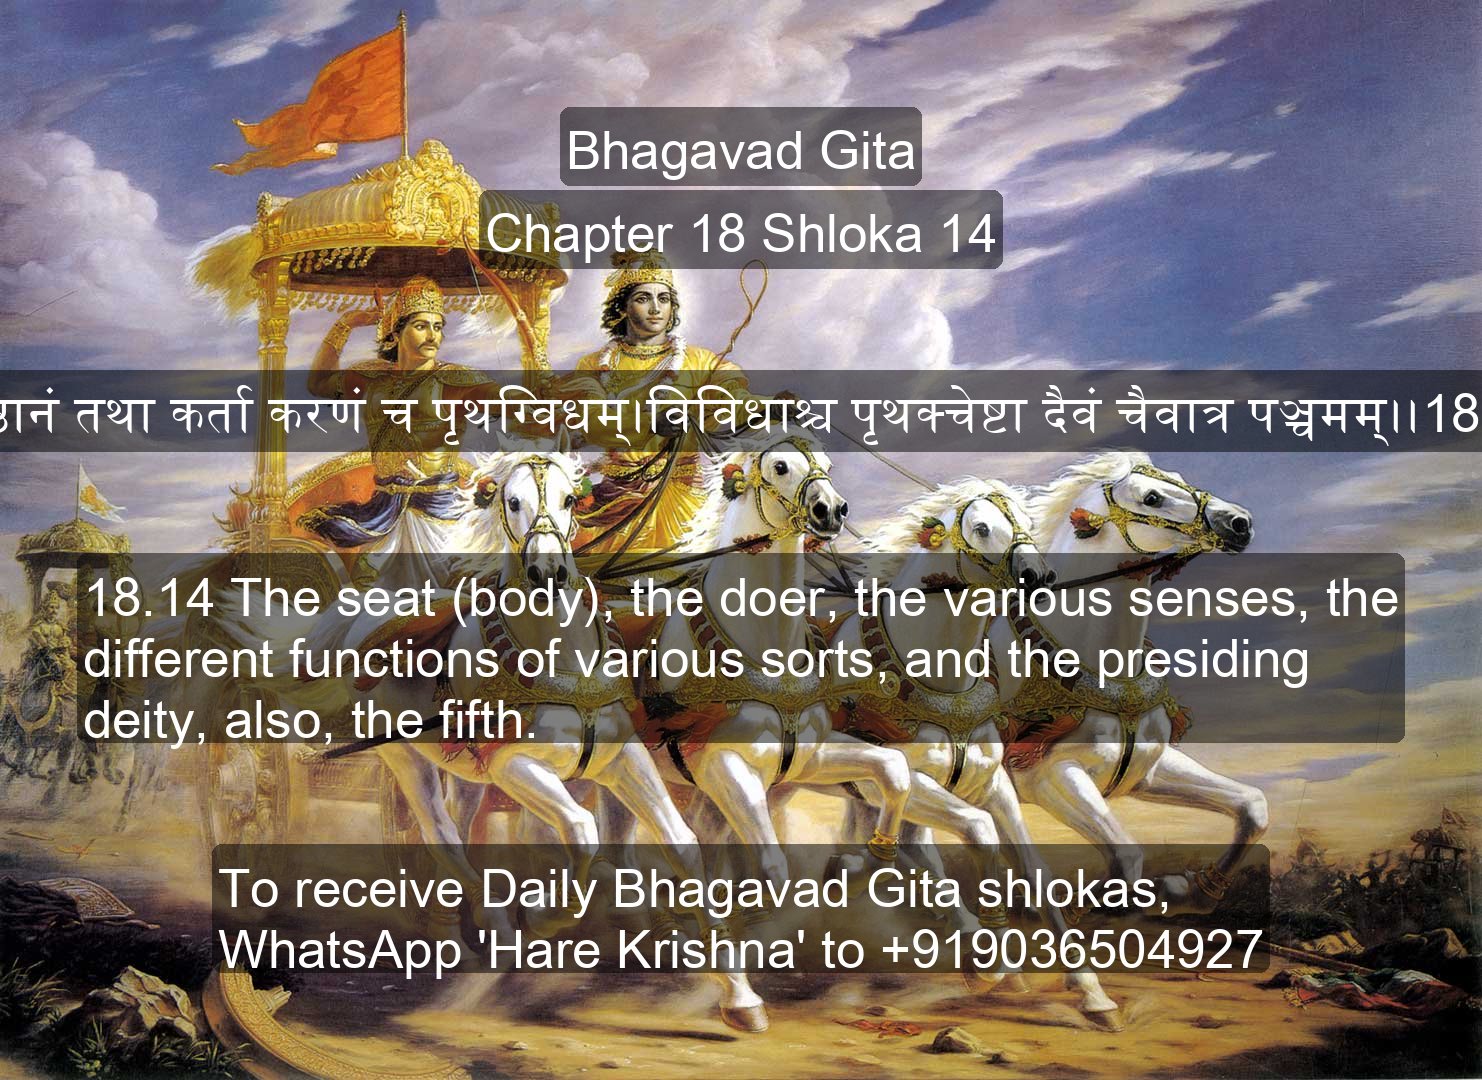 Bhagavad Gita
Chapter 18 Shloka 14
तथा कर्ता करणं च पृथग्विधम्।विविधाश्च पृथक्चेष्टा दैवं चैवात्र पञ्चमम्।।18
18.14 The seat (body), the doer, the various senses, the
different functions of various sorts, and the presiding
deity, also, the fifth.
To receive Daily Bhagavad Gita shlokas,
WhatsApp 'Hare Krishna' to +919036504927